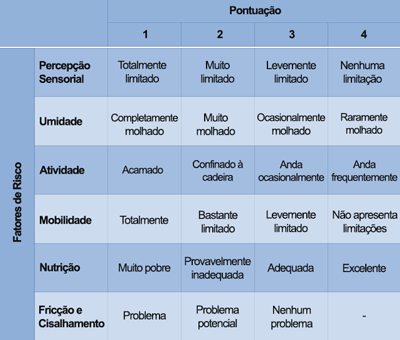 Pontuação
1 2 3 4
Fatores de Risco
Percepção Sensorial Totalmente limitado Muito limitado Levemente limitado Nenhuma limitação
Umidade Completamente molhado Muito molhado Ocasionalmente molhado Raramente molhado
Atividade Acamado Confinado à cadeira Anda ocasionalmente Anda frequentemente
Mobilidade Totalmente Bastante limitado Levemente limitado Não apresenta limitações
Nutrição Muito pobre Provavelmente inadequada Adequada Excelente
Fricção e Cisalhamento Problema Problema potencial Nenhum problema -